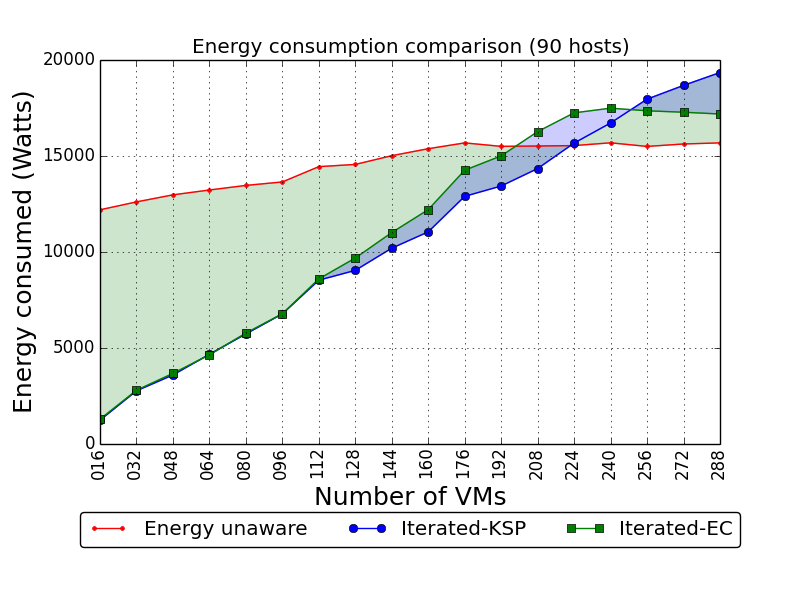 Energy consumption comparison (90 hosts)
Energy consumed (Watts)
20000
15000
10000
5000
0
016 032 048 064 080 096 112 128 144 160 176 192 208 224 240 256 272 288
Number of VMs
Energy unaware Iterated-KSP Iterated-EC